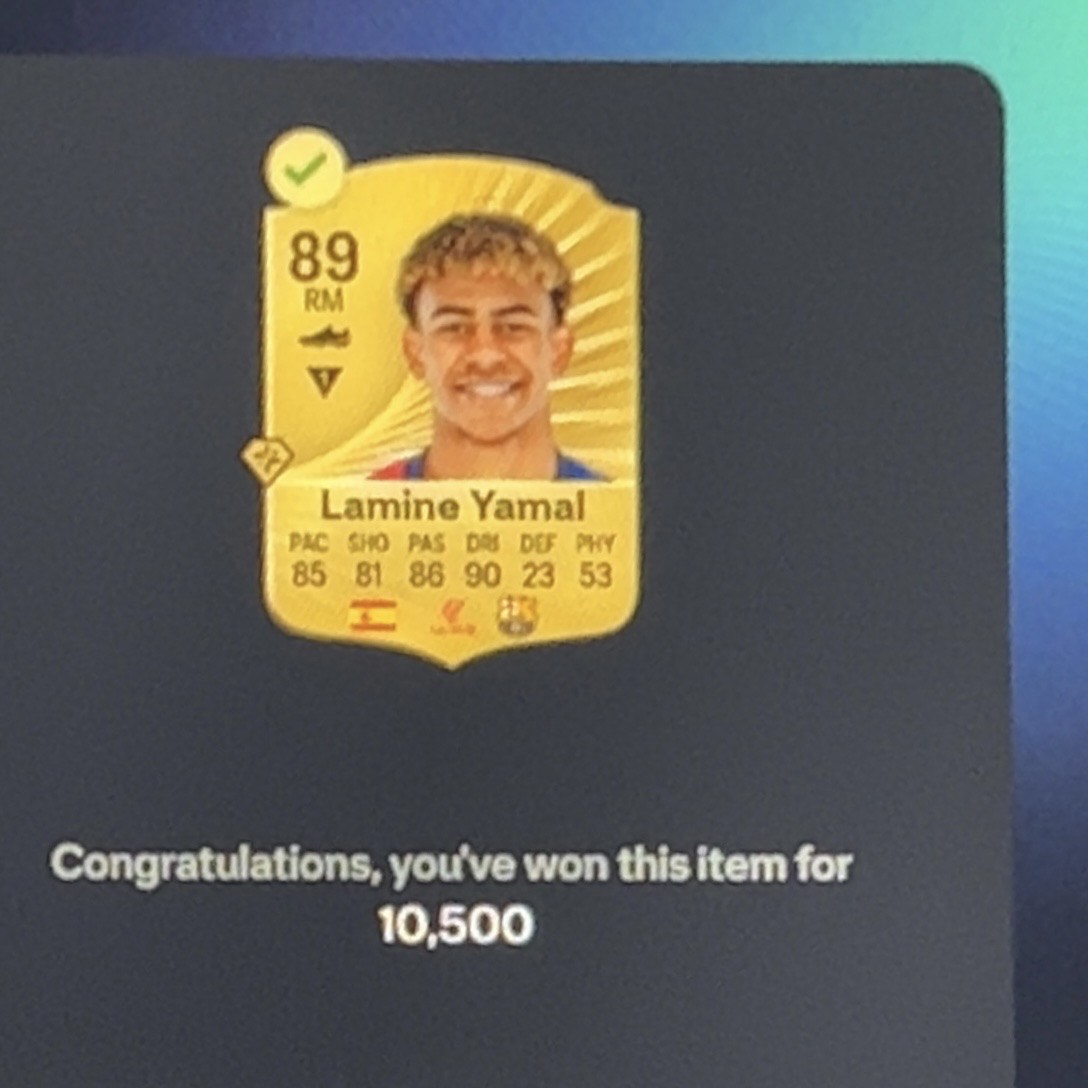 89
RM
Lamine Yamal
PAC SHO PAS DRI DEF PHY
85 81 86 90 23 53
Congratulations, you've won this item for
10,500